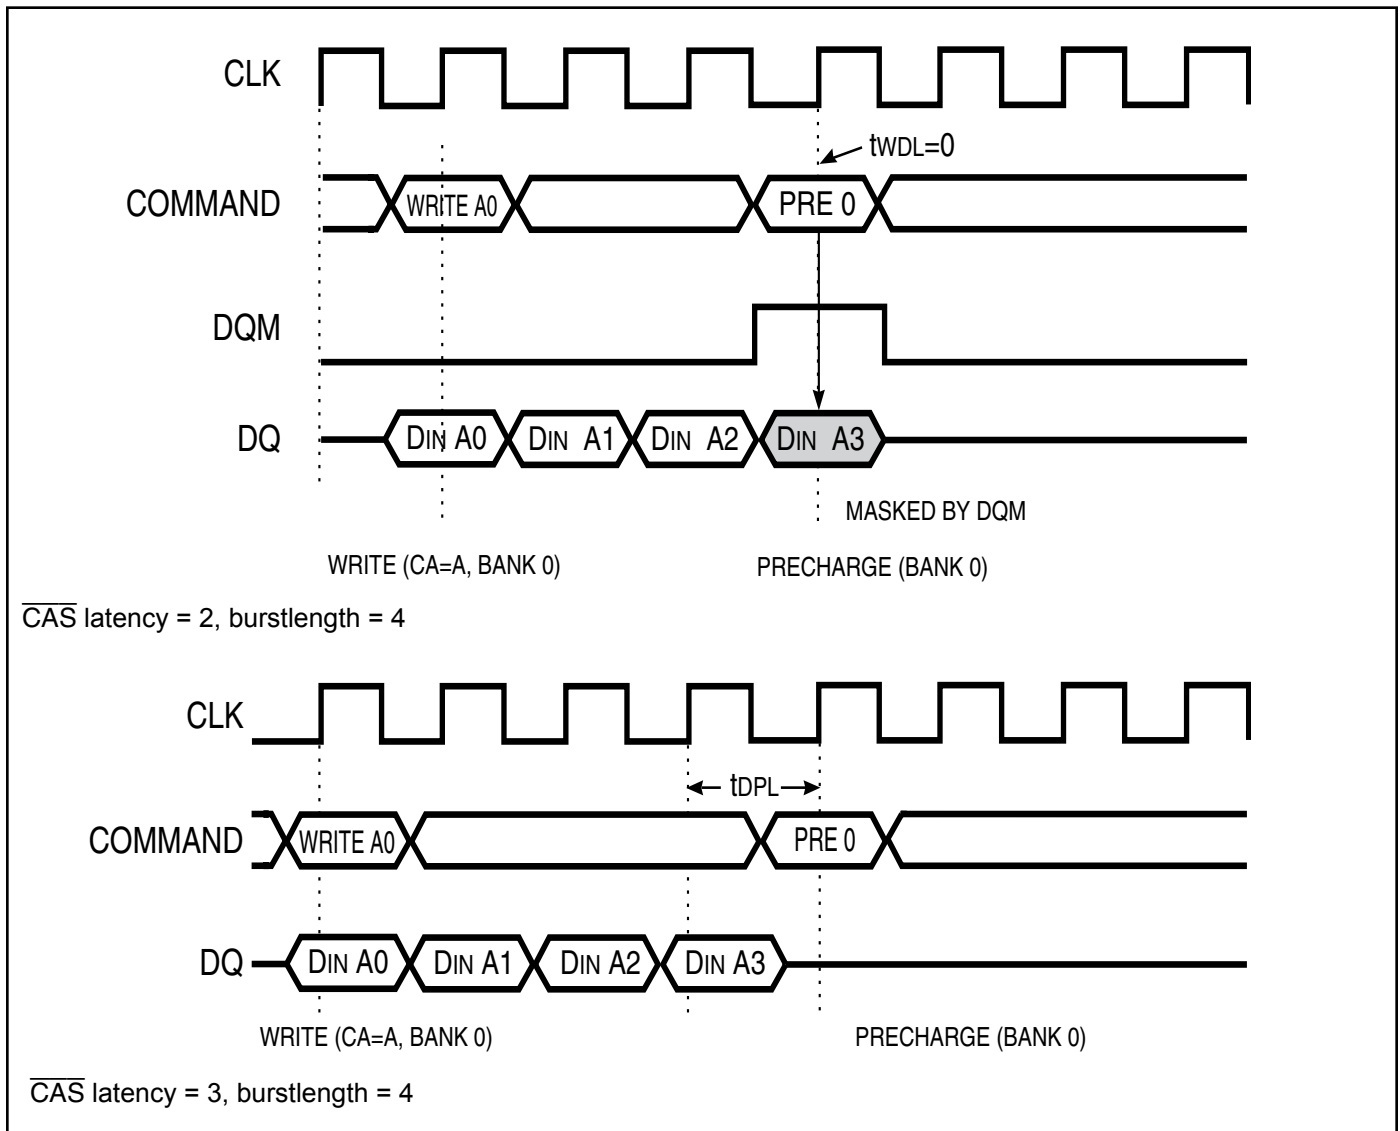 CLK
tWDL=0
COMMAND WRITE A0 PRE 0
DQM
DQ DIN A0 DIN A1 DIN A2 DIN A3
MASKED BY DQM
WRITE (CA=A, BANK 0) PRECHARGE (BANK 0)
C̅A̅S̅ latency = 2, burstlength = 4
CLK
tDPL
COMMAND WRITE A0 PRE 0
DQ DIN A0 DIN A1 DIN A2 DIN A3
WRITE (CA=A, BANK 0) PRECHARGE (BANK 0)
C̅A̅S̅ latency = 3, burstlength = 4